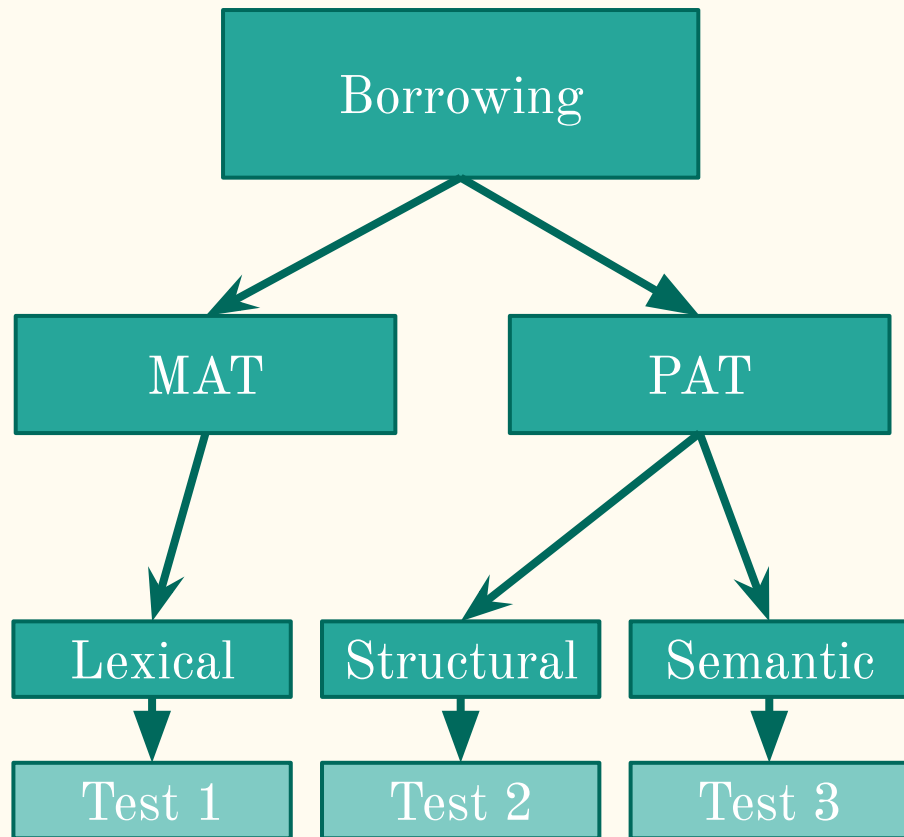 Borrowing
MAT
PAT
Lexical
Structural
Semantic
Test 1
Test 2
Test 3